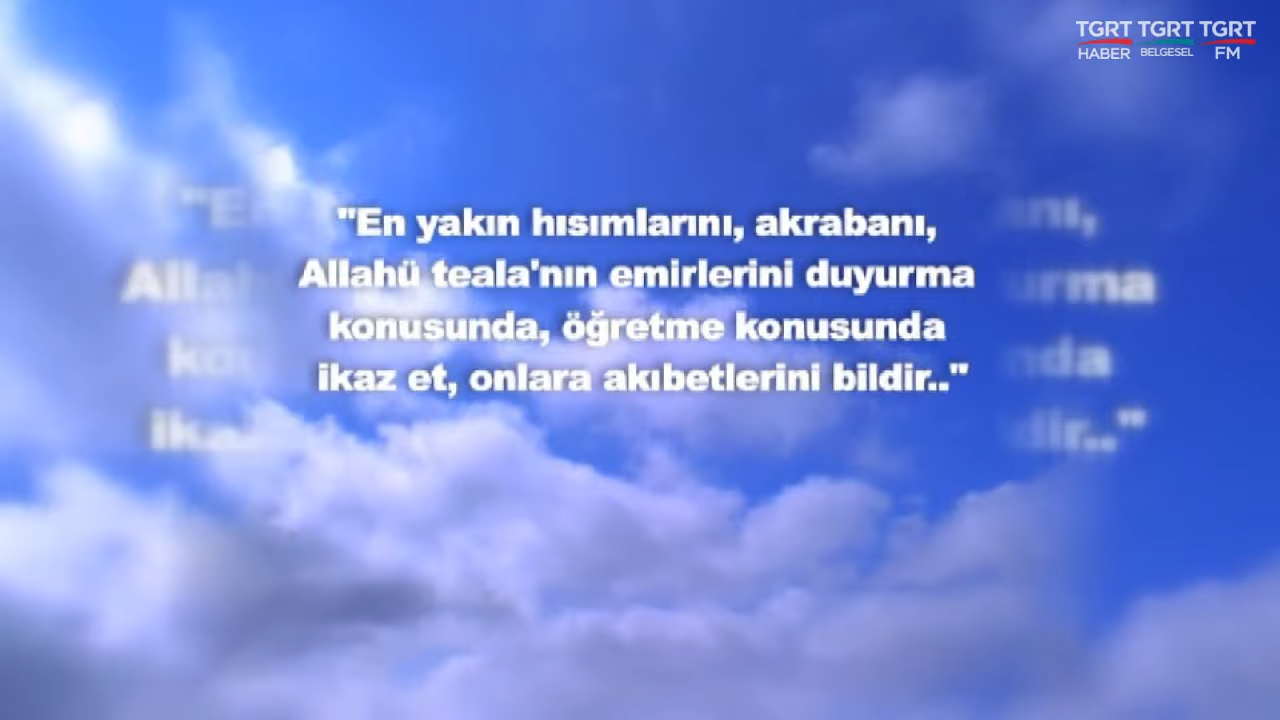 TGRT TGRT TGRT
HABER BELGESEL FM
"En yakın hısımlarını, akrabanı,
Allahü teala'nın emirlerini duyurma
konusunda, öğretme konusunda
ikaz et, onlara akıbetlerini bildir.."